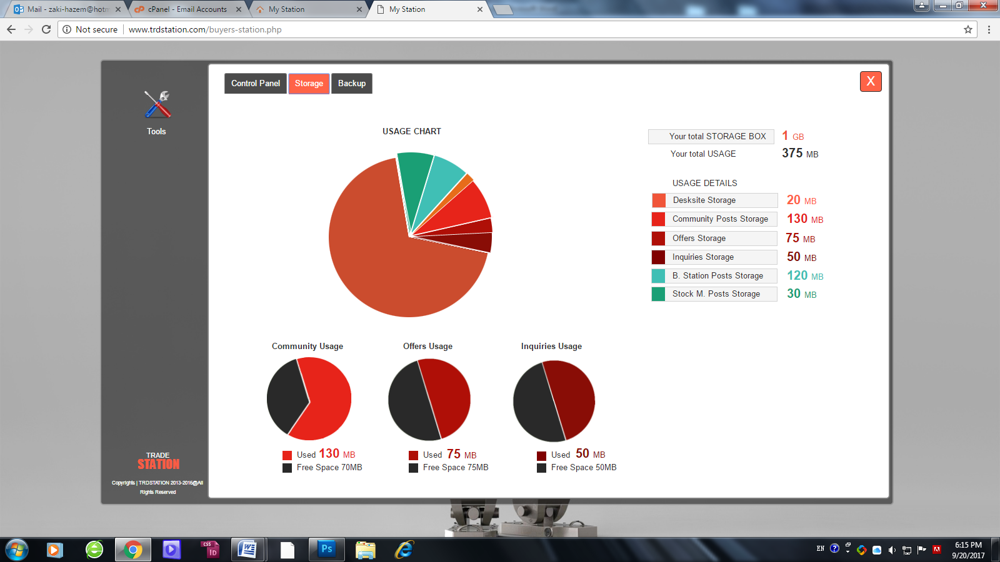 Mail - zaki-hazem@hotm
cPanel - Email Accounts
My Station
My Station
Not secure
www.trdstation.com/buyers-station.php
Control Panel
Storage
Backup
X
Tools
USAGE CHART
Your total STORAGE BOX 1 GB
Your total USAGE 375 MB
USAGE DETAILS
Desksite Storage 20 MB
Community Posts Storage 130 MB
Offers Storage 75 MB
Inquiries Storage 50 MB
B. Station Posts Storage 120 MB
Stock M. Posts Storage 30 MB
Community Usage
Used 130 MB
Free Space 70MB
Offers Usage
Used 75 MB
Free Space 75MB
Inquiries Usage
Used 50 MB
Free Space 50MB
TRADE
STATION
Copyrights | TRDSTATION 2013-2016@All
Rights Reserved
CS5
ID
W
Ps
EN
6:15 PM
9/20/2017